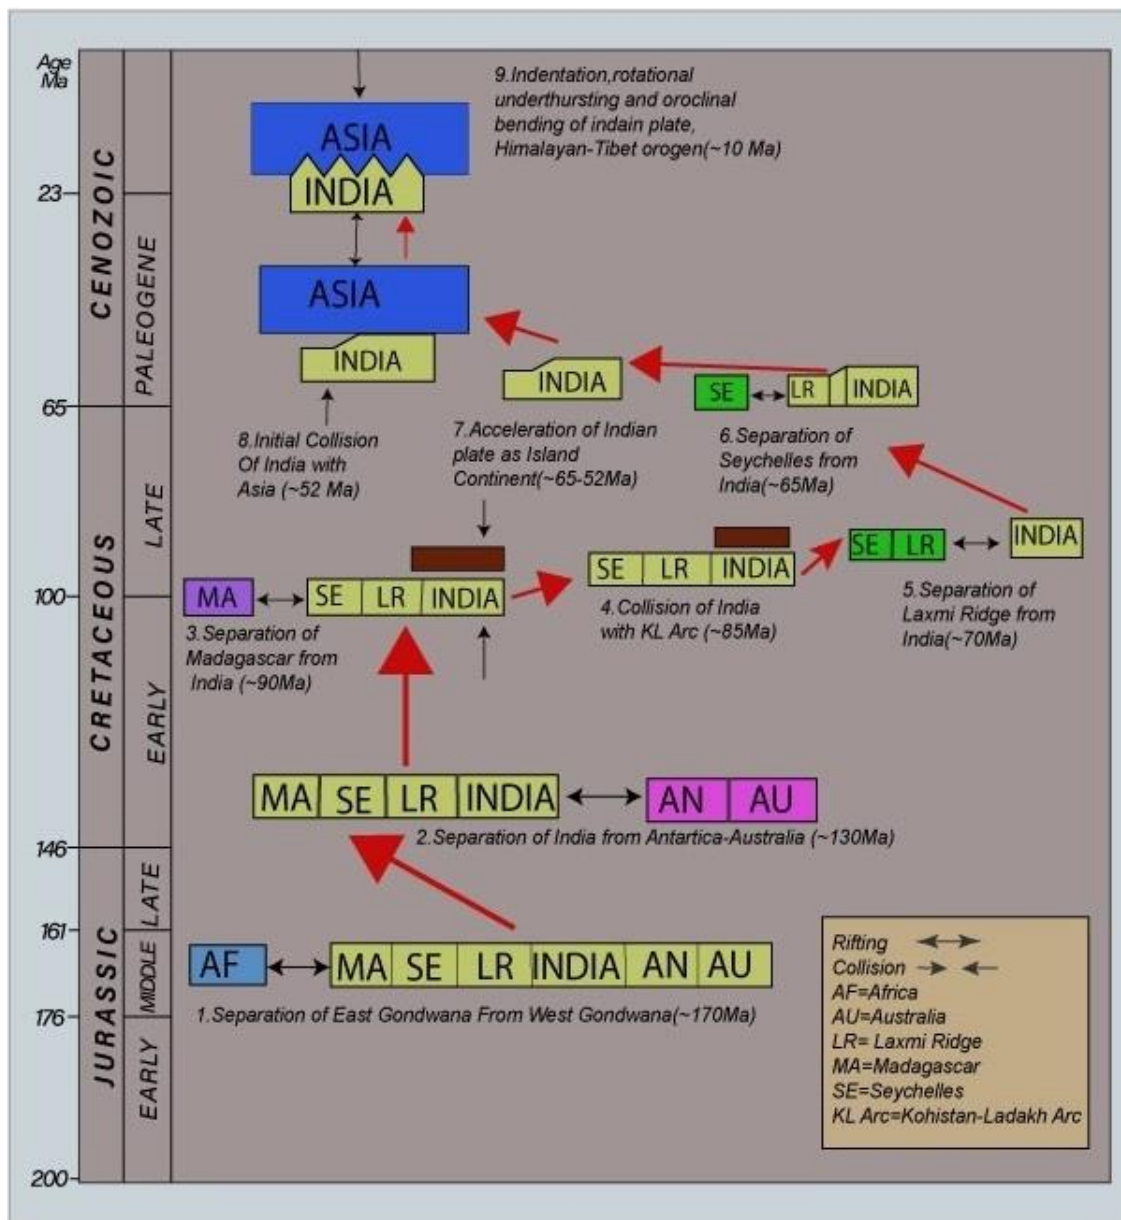 Age
Ma
CENOZOIC
PALEOGENE
CRETACEOUS
LATE
EARLY
JURASSIC
LATE
MIDDLE
EARLY
23
65
100
146
161
176
200
9.Indentation,rotational
underthursting and oroclinal
bending of indain plate,
Himalayan-Tibet orogen(~10 Ma)
ASIA
INDIA
ASIA
INDIA
8.Initial Collision
Of India with
Asia (~52 Ma)
INDIA
7.Acceleration of Indian
plate as Island
Continent(~65-52Ma)
SE LR INDIA
6.Separation of
Seychelles from
India(~65Ma)
MA SE LR INDIA
3.Separation of
Madagascar from
India (~90Ma)
SE LR INDIA
4.Collision of India
with KL Arc (~85Ma)
SE LR INDIA
5.Separation of
Laxmi Ridge from
India(~70Ma)
MA SE LR INDIA AN AU
2.Separation of India from Antartica-Australia (~130Ma)
AF MA SE LR INDIA AN AU
1.Separation of East Gondwana From West Gondwana(~170Ma)
Rifting
Collision
AF=Africa
AU=Australia
LR= Laxmi Ridge
MA=Madagascar
SE=Seychelles
KL Arc=Kohistan-Ladakh Arc